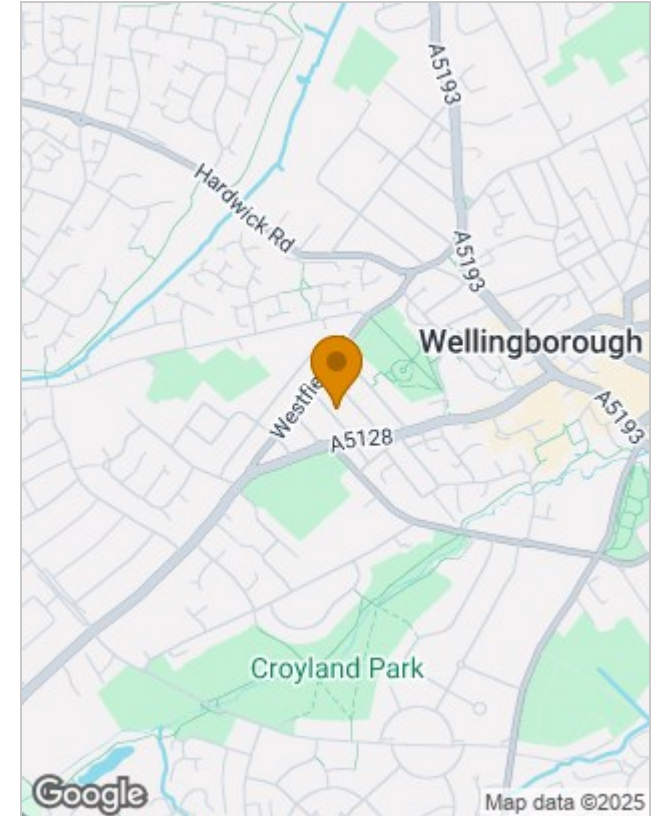 A5193
Hardwick Rd
A5193
Wellingborough
Westfie
A5193
A5128
Croyland Park
Google
Map data ©2025